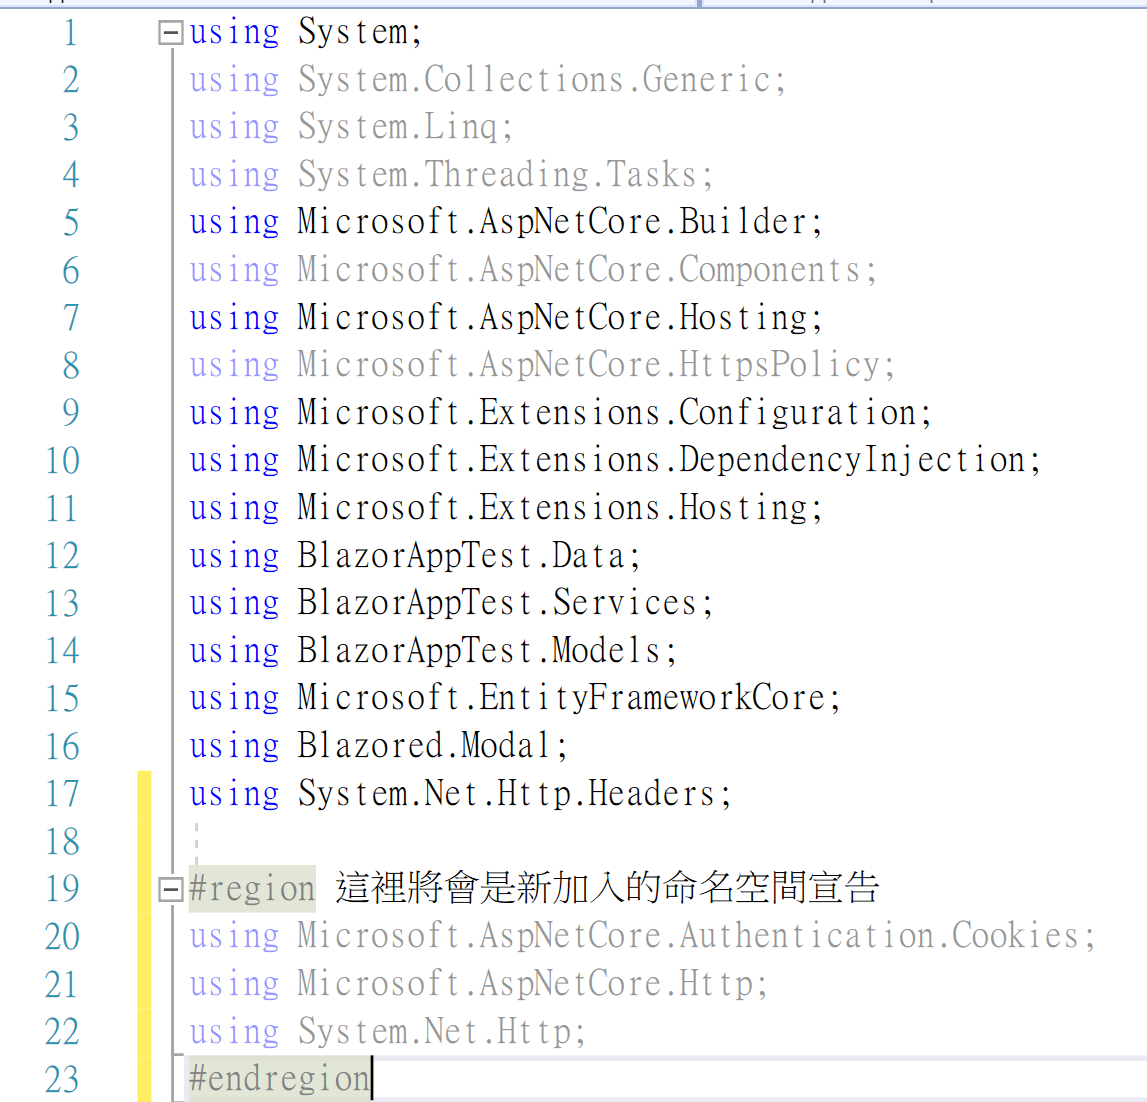 1 using System;
2 using System.Collections.Generic;
3 using System.Linq;
4 using System.Threading.Tasks;
5 using Microsoft.AspNetCore.Builder;
6 using Microsoft.AspNetCore.Components;
7 using Microsoft.AspNetCore.Hosting;
8 using Microsoft.AspNetCore.HttpsPolicy;
9 using Microsoft.Extensions.Configuration;
10 using Microsoft.Extensions.DependencyInjection;
11 using Microsoft.Extensions.Hosting;
12 using BlazorAppTest.Data;
13 using BlazorAppTest.Services;
14 using BlazorAppTest.Models;
15 using Microsoft.EntityFrameworkCore;
16 using Blazored.Modal;
17 using System.Net.Http.Headers;
18
19 #region 這裡將會是新加入的命名空間宣告
20 using Microsoft.AspNetCore.Authentication.Cookies;
21 using Microsoft.AspNetCore.Http;
22 using System.Net.Http;
23 #endregion